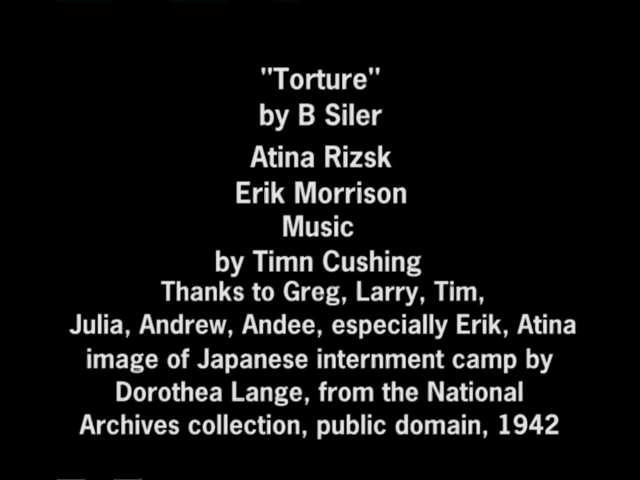 "Torture"
by B Siler
Atina Rizsk
Erik Morrison
Music
by Timn Cushing
Thanks to Greg, Larry, Tim,
Julia, Andrew, Andee, especially Erik, Atina
image of Japanese internment camp by
Dorothea Lange, from the National
Archives collection, public domain, 1942